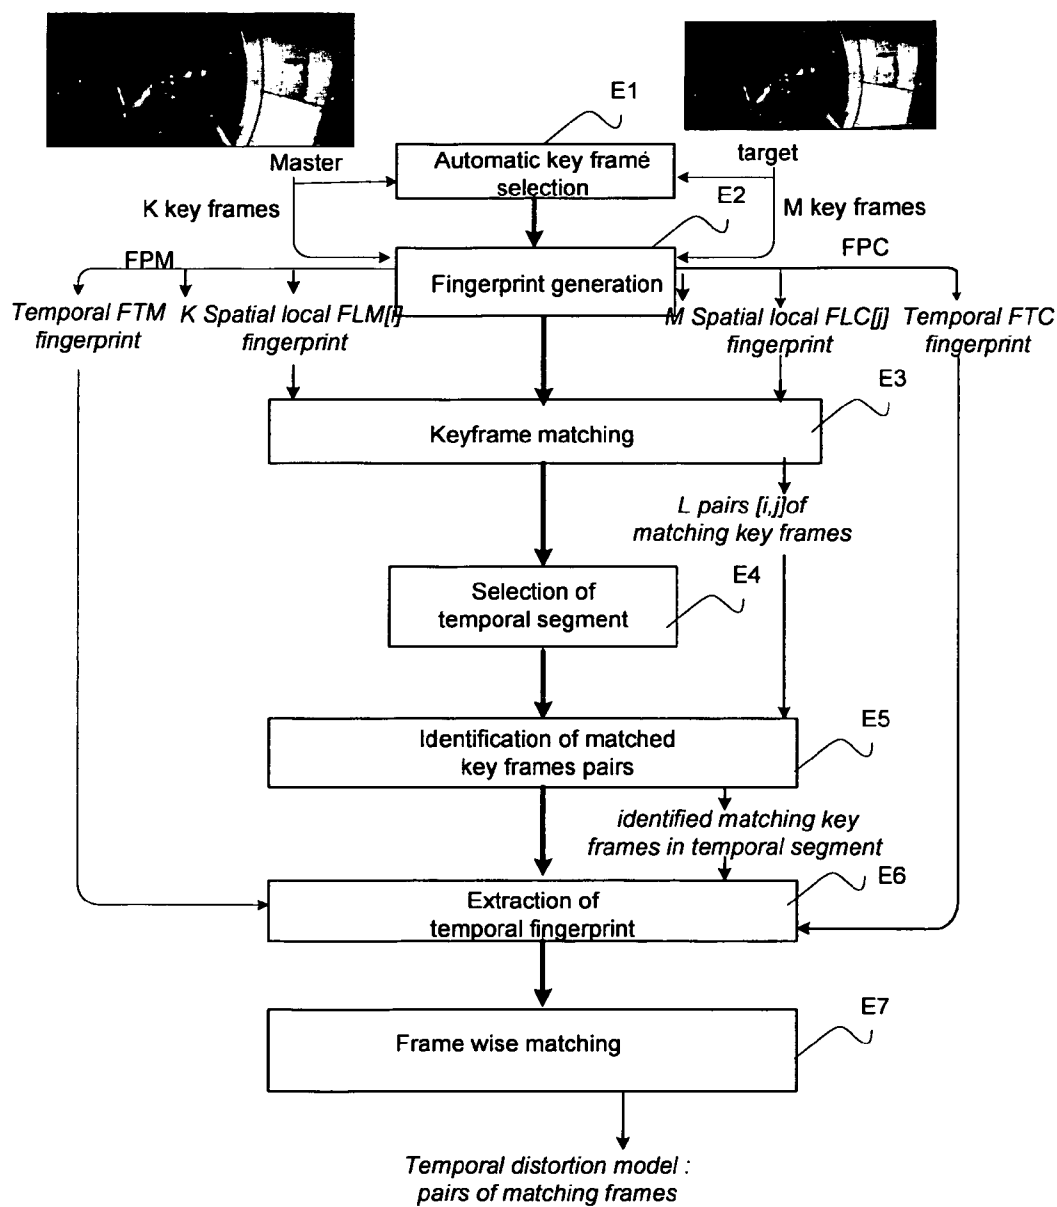 E1
Master
target
Automatic key frame
selection
K key frames
E2
M key frames
FPM
FPC
Fingerprint generation
Temporal FTM
fingerprint
K Spatial local FLM[i]
fingerprint
M Spatial local FLC[j]
fingerprint
Temporal FTC
fingerprint
E3
Keyframe matching
L pairs [i,j]of
matching key frames
E4
Selection of
temporal segment
E5
Identification of matched
key frames pairs
identified matching key
frames in temporal segment
E6
Extraction of
temporal fingerprint
E7
Frame wise matching
Temporal distortion model :
pairs of matching frames